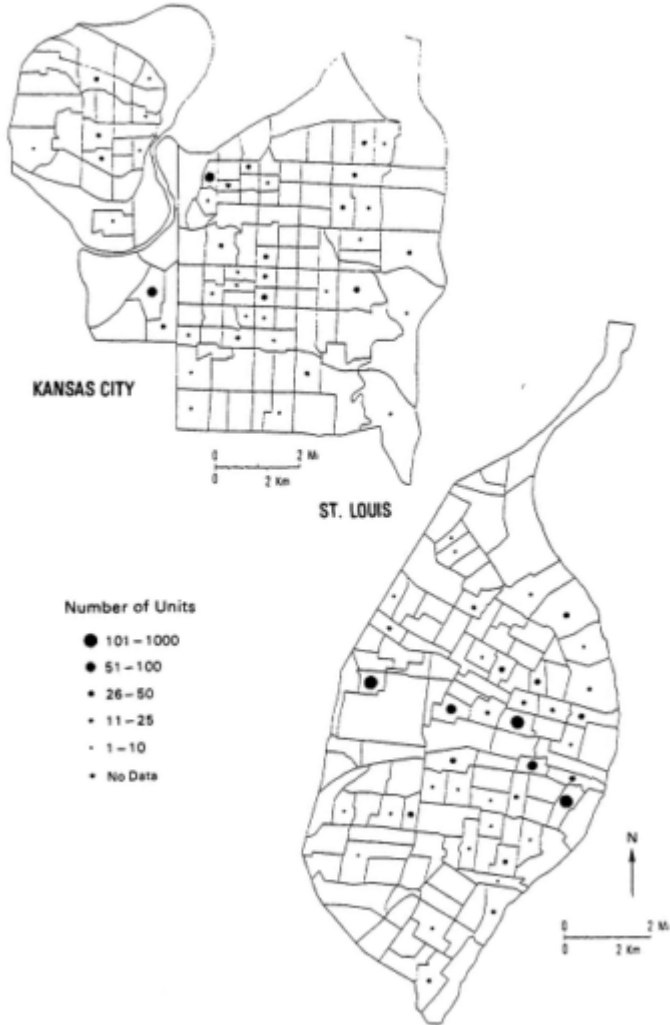 KANSAS CITY
0 2 Mi
0 2 Km
ST. LOUIS
Number of Units
101–1000
51–100
26–50
11–25
1–10
No Data
N
0 2 Mi
0 2 Km